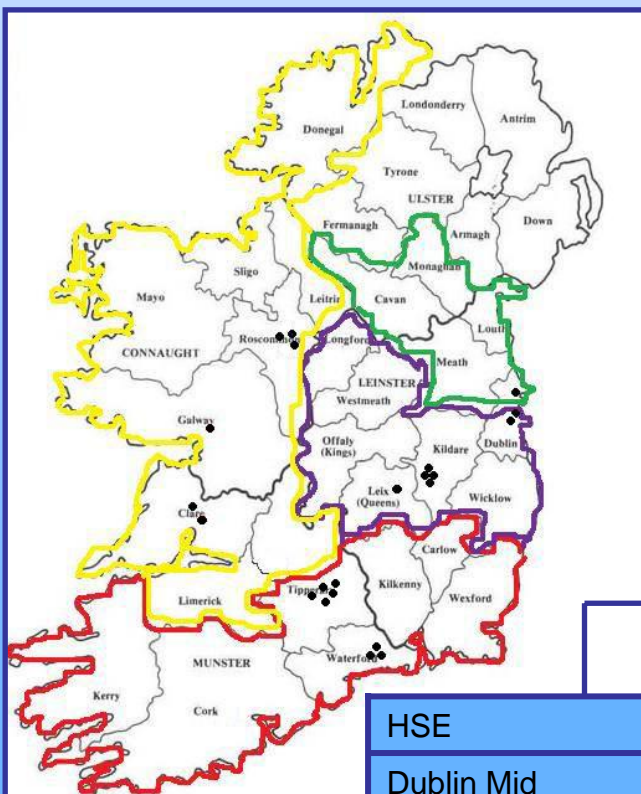 Londonderry
Antrim
Donegal
Tyrone
ULSTER
Fermanagh
Armagh
Down
Monaghan
Sligo
Leitrim
Cavan
Mayo
Roscommon
Longford
Louth
CONNAUGHT
Meath
LEINSTER
Westmeath
Galway
Offaly
(Kings)
Kildare
Dublin
Leix
(Queens)
Wicklow
Clare
Carlow
Tipperary
Kilkenny
Limerick
Wexford
MUNSTER
Waterford
Kerry
Cork
HSE
Dublin Mid